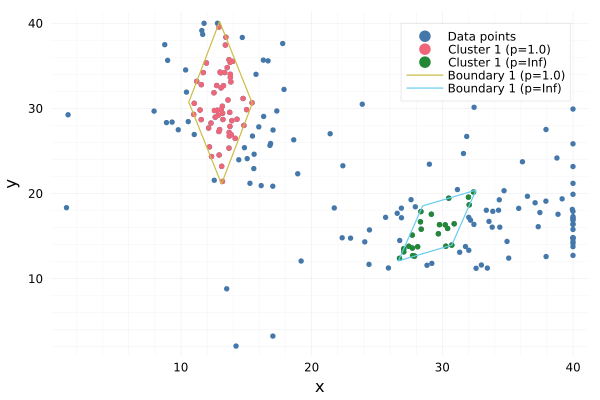 40
30
20
10
y
10
20
30
40
x
Data points
Cluster 1 (p=1.0)
Cluster 1 (p=Inf)
Boundary 1 (p=1.0)
Boundary 1 (p=Inf)